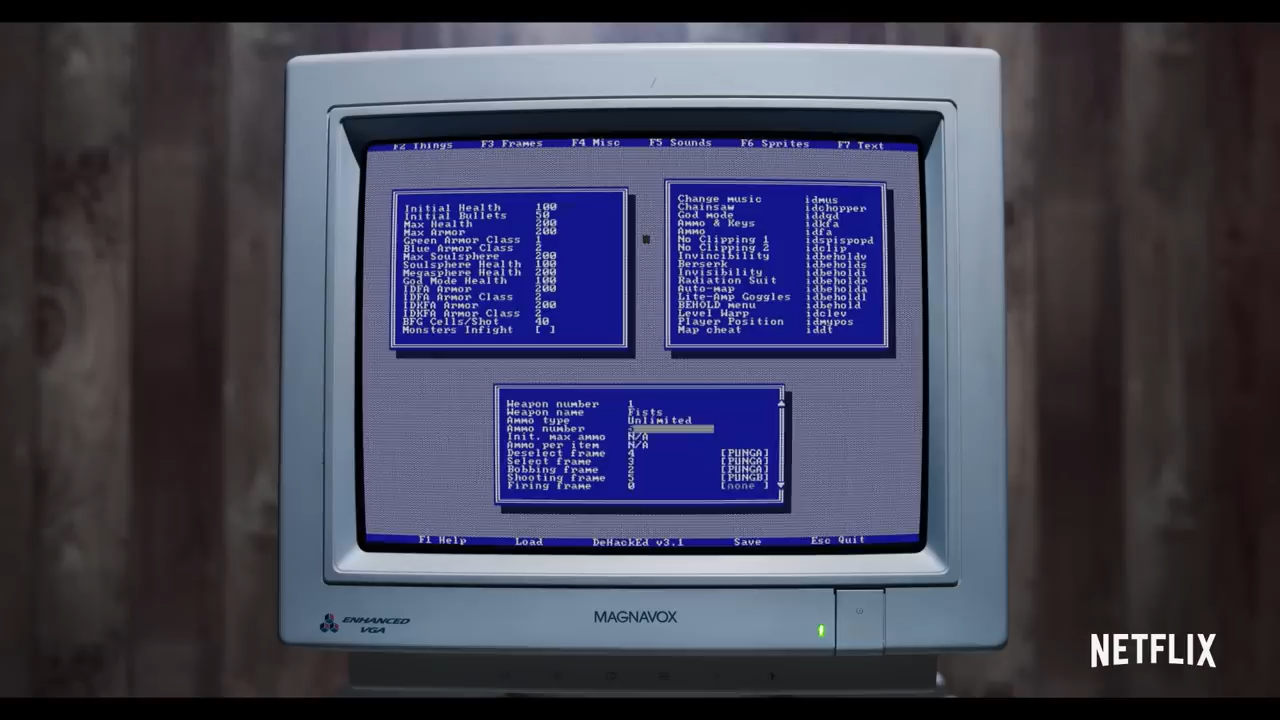 F2 Things F3 Frames F4 Misc F5 Sounds F6 Sprites F7 Text
Initial Health 100
Initial Bullets 50
Max Health 200
Max Armor 200
Green Armor Class 1
Blue Armor Class 2
Max Soulsphere 200
Soulsphere Health 100
Megasphere Health 200
God Mode Health 100
IDFA Armor 200
IDFA Armor Class 2
IDKFA Armor 200
IDKFA Armor Class 2
BFG Cells/Shot 40
Monsters Infight [ ]
Change music idmus
Chainsaw idchopper
God mode iddqd
Ammo & Keys idkfa
Ammo idfa
No Clipping 1 idspispopd
No Clipping 2 idclip
Invincibility idbeholdv
Berserk idbeholds
Invisibility idbeholdi
Radiation Suit idbeholdr
Auto-map idbeholda
Lite-Amp Goggles idbeholdl
BEHOLD menu idbehold
Level Warp idclev
Player Position idmypos
Map cheat iddt
Weapon number 1
Weapon name Fists
Ammo type Unlimited
Ammo number
Init. max ammo N/A
Ammo per item N/A
Deselect frame 4 [PUNGA]
Select frame 3 [PUNGA]
Bobbing frame 2 [PUNGA]
Shooting frame 5 [PUNGB]
Firing frame 0 [none ]
F1 Help Load DeHackEd v3.1 Save Esc Quit
ENHANCED
VGA
MAGNAVOX
NETFLIX